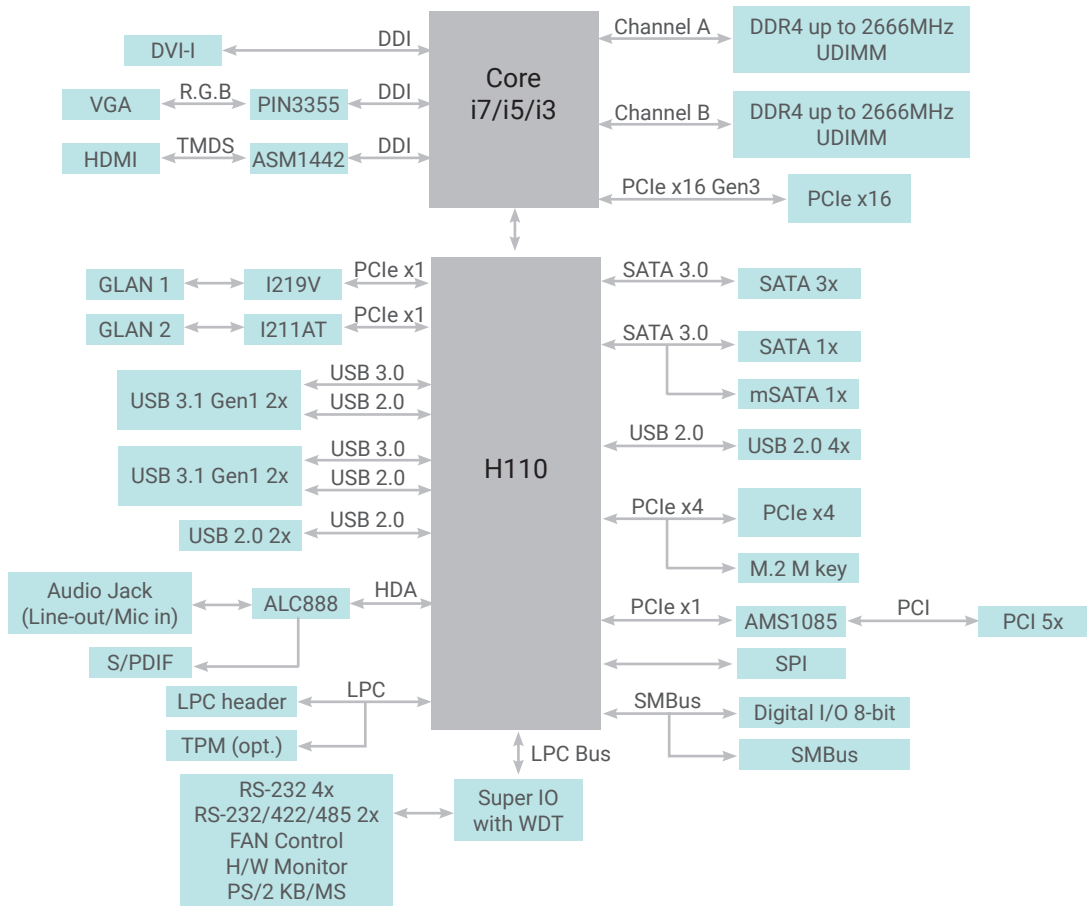 DVI-I
DDI
Core
i7/i5/i3
Channel A
DDR4 up to 2666MHz
UDIMM
VGA
R.G.B
PIN3355
DDI
Channel B
DDR4 up to 2666MHz
UDIMM
HDMI
TMDS
ASM1442
DDI
PCIe x16 Gen3
PCIe x16
GLAN 1
I219V
PCIe x1
GLAN 2
I211AT
PCIe x1
USB 3.1 Gen1 2x
USB 3.0
USB 2.0
USB 3.1 Gen1 2x
USB 3.0
USB 2.0
USB 2.0 2x
USB 2.0
Audio Jack
(Line-out/Mic in)
ALC888
HDA
S/PDIF
LPC header
LPC
TPM (opt.)
H110
SATA 3.0
SATA 3x
SATA 3.0
SATA 1x
mSATA 1x
USB 2.0
USB 2.0 4x
PCIe x4
PCIe x4
M.2 M key
PCIe x1
AMS1085
PCI
PCI 5x
SPI
SMBus
Digital I/O 8-bit
SMBus
LPC Bus
Super IO
with WDT
RS-232 4x
RS-232/422/485 2x
FAN Control
H/W Monitor
PS/2 KB/MS